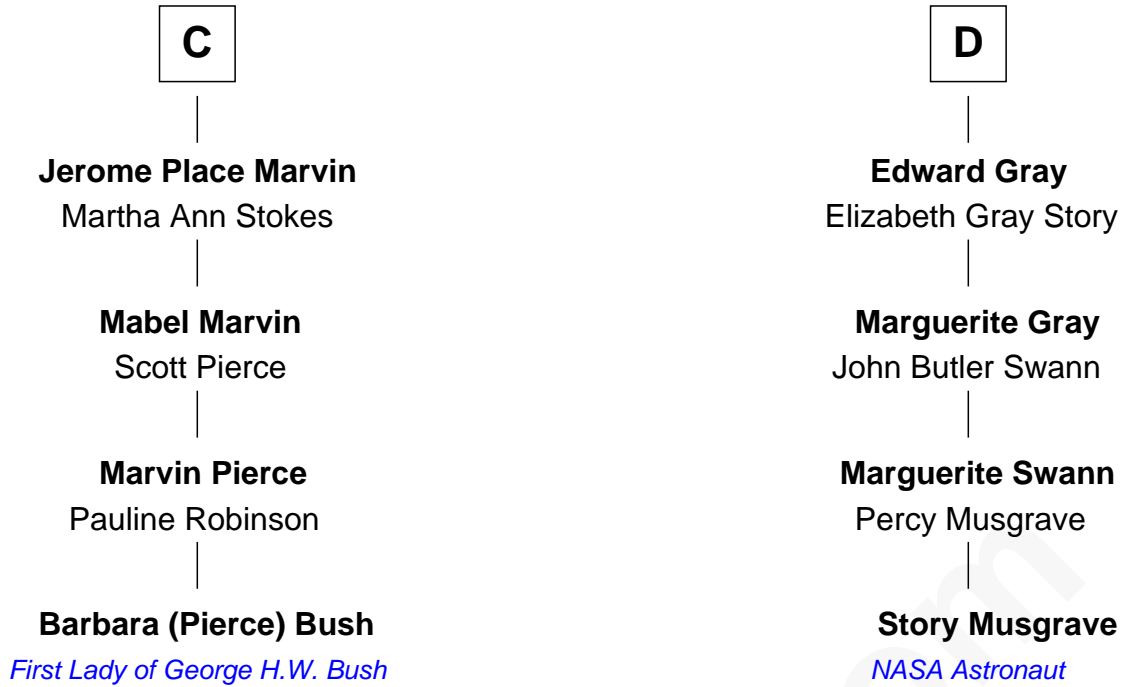 C
Jerome Place Marvin
Martha Ann Stokes
Mabel Marvin
Scott Pierce
Marvin Pierce
Pauline Robinson
Barbara (Pierce) Bush
First Lady of George H.W. Bush
D
Edward Gray
Elizabeth Gray Story
Marguerite Gray
John Butler Swann
Marguerite Swann
Percy Musgrave
Story Musgrave
NASA Astronaut